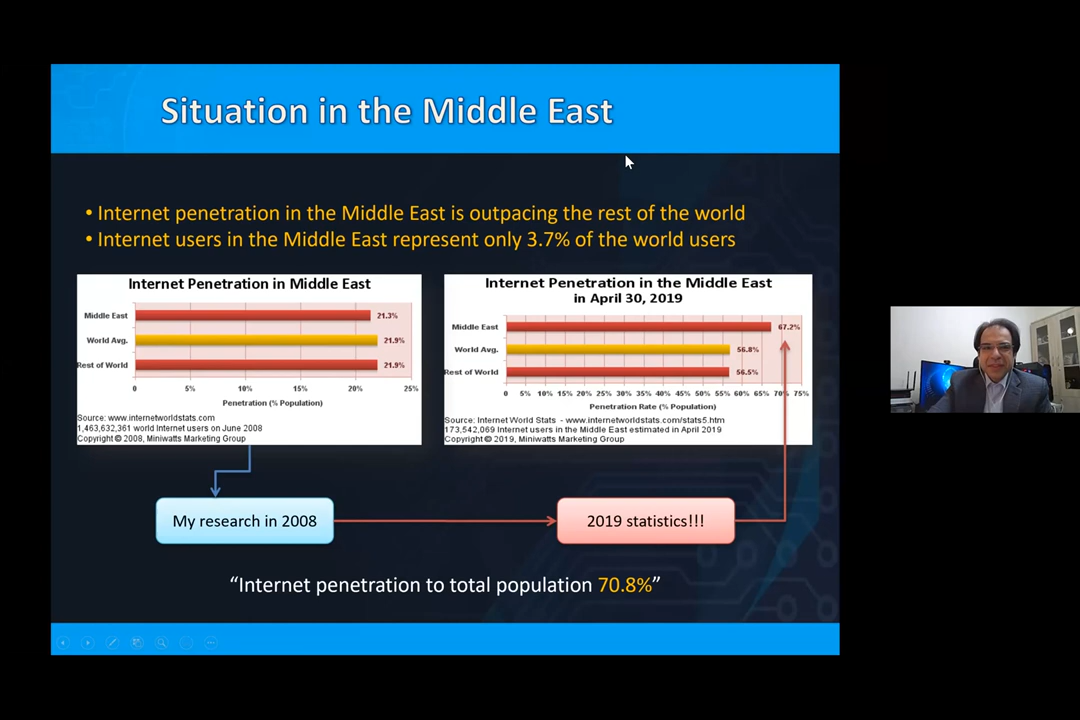 Situation in the Middle East
• Internet penetration in the Middle East is outpacing the rest of the world
• Internet users in the Middle East represent only 3.7% of the world users
Internet Penetration in Middle East
Middle East 21.3%
World Avg. 21.9%
Rest of World 21.9%
0 5% 10% 15% 20% 25%
Penetration (% Population)
Source: www.internetworldstats.com
1,463,632,361 world Internet users on June 2008
Copyright © 2008, Miniwatts Marketing Group
Internet Penetration in the Middle East
in April 30, 2019
Middle East 67.2%
World Avg. 56.8%
Rest of World 56.5%
0 5% 10% 15% 20% 25% 30% 35% 40% 45% 50% 55% 60% 65% 70% 75%
Penetration Rate (% Population)
Source: Internet World Stats - www.internetworldstats.com/stats5.htm
173,542,069 Internet users in the Middle East estimated in April 2019
Copyright © 2019, Miniwatts Marketing Group
My research in 2008
2019 statistics!!!
“Internet penetration to total population 70.8%”